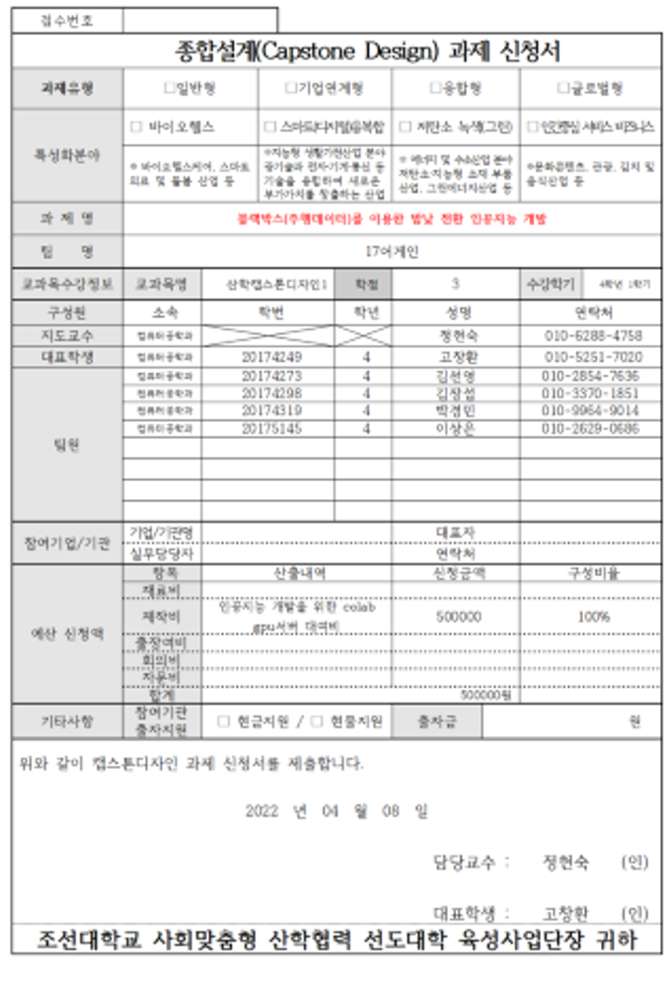 접수번호
종합설계(Capstone Design) 과제 신청서
과제유형 □일반형 □기업연계형 □융합형 □글로벌형
특성화분야
□ 바이오헬스 □ 스마트(디지털)융복합 □ 저탄소 녹색(그린) □ 인간중심 서비스 비즈니스
※ 바이오헬스케어, 스마트 의료 및 돌봄 산업 등
※지능형 생활가전산업 분야 광기술과 전자기계·통신 등 기술을 융합하여 새로운 부가가치를 창출하는 산업
※ 에너지 및 수소산업 분야 저탄소·지능형 소재 부품 산업, 그린에너지산업 등
※문화콘텐츠, 관광, 김치 및 음식산업 등
과 제 명 블랙박스(주행데이터)를 이용한 밤낮 전환 인공지능 개발
팀 명 17어게인
교과목수강정보 교과목명 산학캡스톤디자인1 학점 3 수강학기 4학년 1학기
구성원 소속 학번 학년 성명 연락처
지도교수 컴퓨터공학과 정현숙 010-6288-4758
대표학생 컴퓨터공학과 20174249 4 고창환 010-5251-7020
팀원
컴퓨터공학과 20174273 4 김선영 010-2854-7636
컴퓨터공학과 20174298 4 김장섭 010-3370-1851
컴퓨터공학과 20174319 4 박경민 010-9964-9014
컴퓨터공학과 20175145 4 이상은 010-2629-0686
참여기업/기관
기업/기관명 대표자
실무담당자 연락처
예산 신청액
항목 산출내역 신청금액 구성비율
재료비
제작비 인공지능 개발을 위한 colab gpu서버 대여비 500000 100%
출장여비
회의비
자문비
합계 500000원
기타사항 참여기관 출자지원 □ 현금지원 / □ 현물지원 출자금 원
위와 같이 캡스톤디자인 과제 신청서를 제출합니다.
2022 년 04 월 08 일
담당교수 : 정현숙 (인)
대표학생 : 고창환 (인)
조선대학교 사회맞춤형 산학협력 선도대학 육성사업단장 귀하